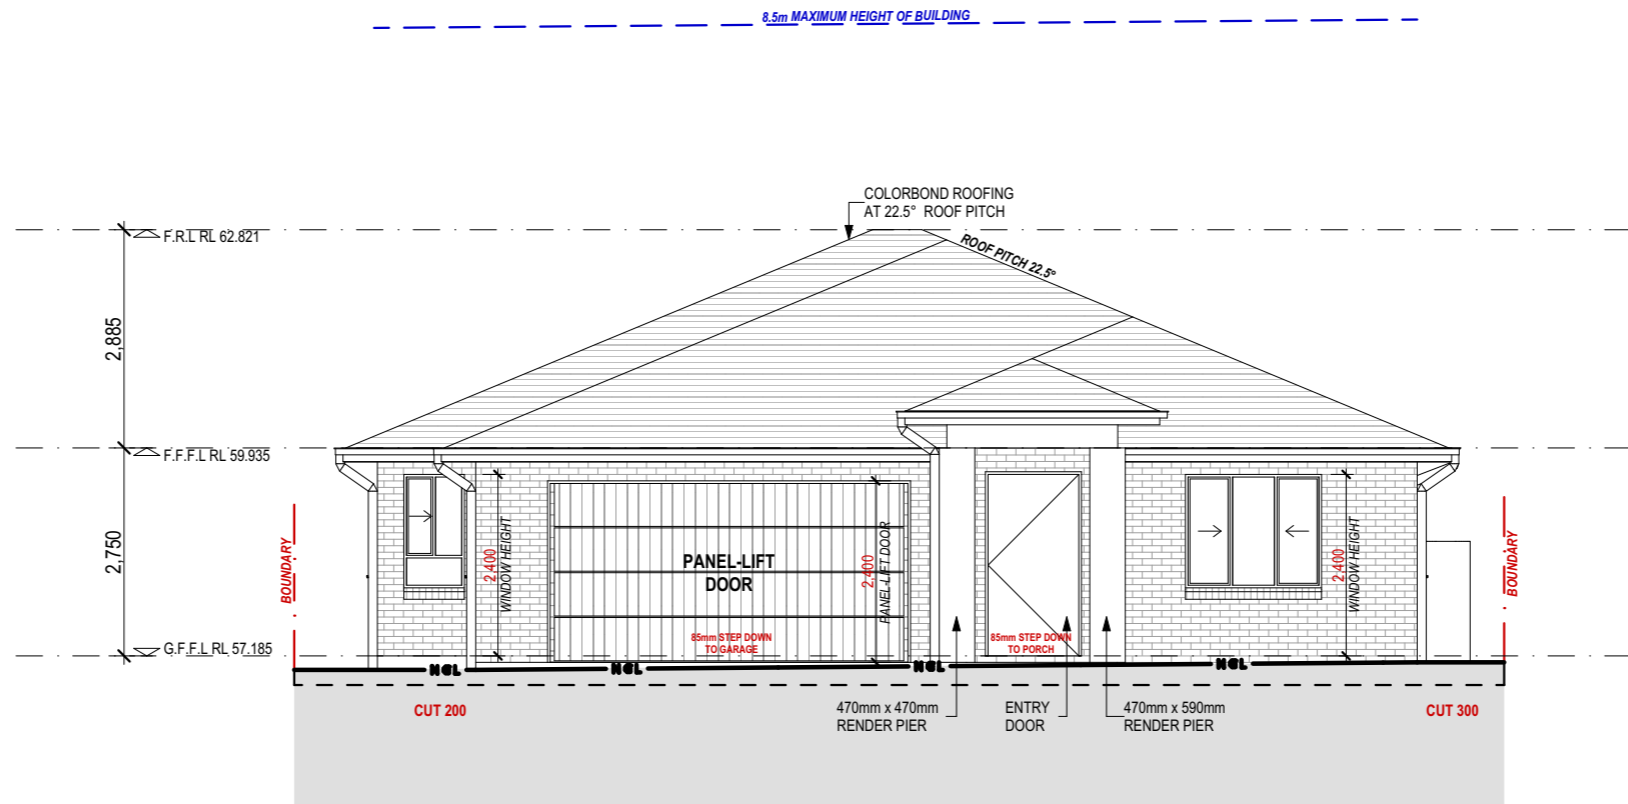 8.5m MAXIMUM HEIGHT OF BUILDING
COLORBOND ROOFING
AT 22.5° ROOF PITCH
F.R.L RL 62.821
ROOF PITCH 22.5°
2,885
F.F.F.L RL 59.935
2,750
BOUNDARY
2,400
WINDOW HEIGHT
PANEL-LIFT
DOOR
2,400
PANEL-LIFT DOOR
2,400
WINDOW HEIGHT
BOUNDARY
85mm STEP DOWN
TO GARAGE
85mm STEP DOWN
TO PORCH
G.F.F.L RL 57.185
NGL
NGL
NGL
NGL
CUT 200
470mm x 470mm
RENDER PIER
ENTRY
DOOR
470mm x 590mm
RENDER PIER
CUT 300